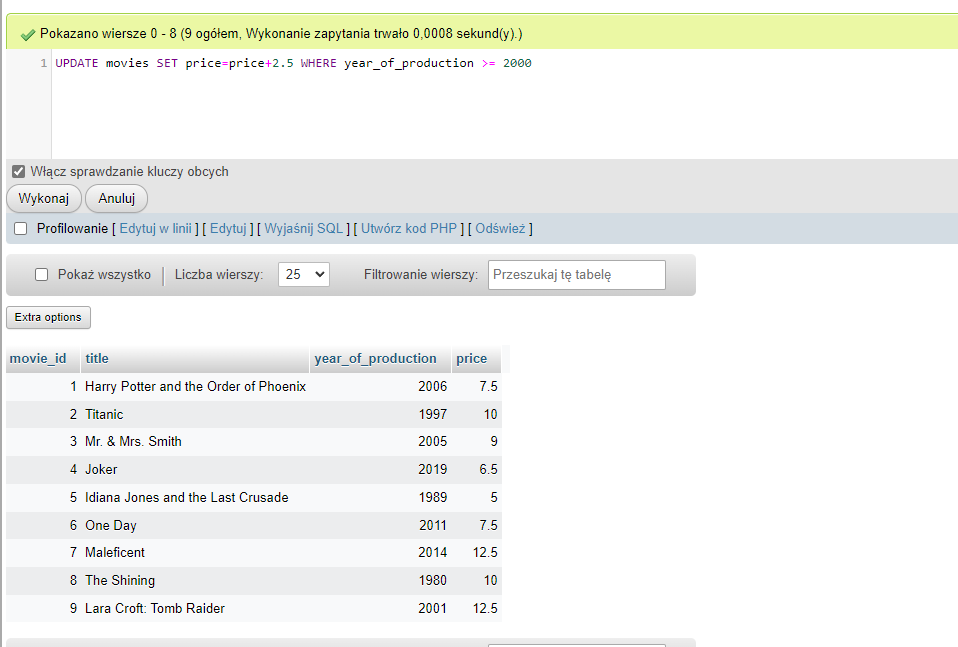 Pokazano wiersze 0 - 8 (9 ogółem, Wykonanie zapytania trwało 0,0008 sekund(y).)
1 UPDATE movies SET price=price+2.5 WHERE year_of_production >= 2000
Włącz sprawdzanie kluczy obcych
Wykonaj Anuluj
Profilowanie [ Edytuj w linii ] [ Edytuj ] [ Wyjaśnij SQL ] [ Utwórz kod PHP ] [ Odśwież ]
Pokaż wszystko | Liczba wierszy: 25 Filtrowanie wierszy: Przeszukaj tę tabelę
Extra options
movie_id title year_of_production price
1 Harry Potter and the Order of Phoenix 2006 7.5
2 Titanic 1997 10
3 Mr. & Mrs. Smith 2005 9
4 Joker 2019 6.5
5 Idiana Jones and the Last Crusade 1989 5
6 One Day 2011 7.5
7 Maleficent 2014 12.5
8 The Shining 1980 10
9 Lara Croft: Tomb Raider 2001 12.5